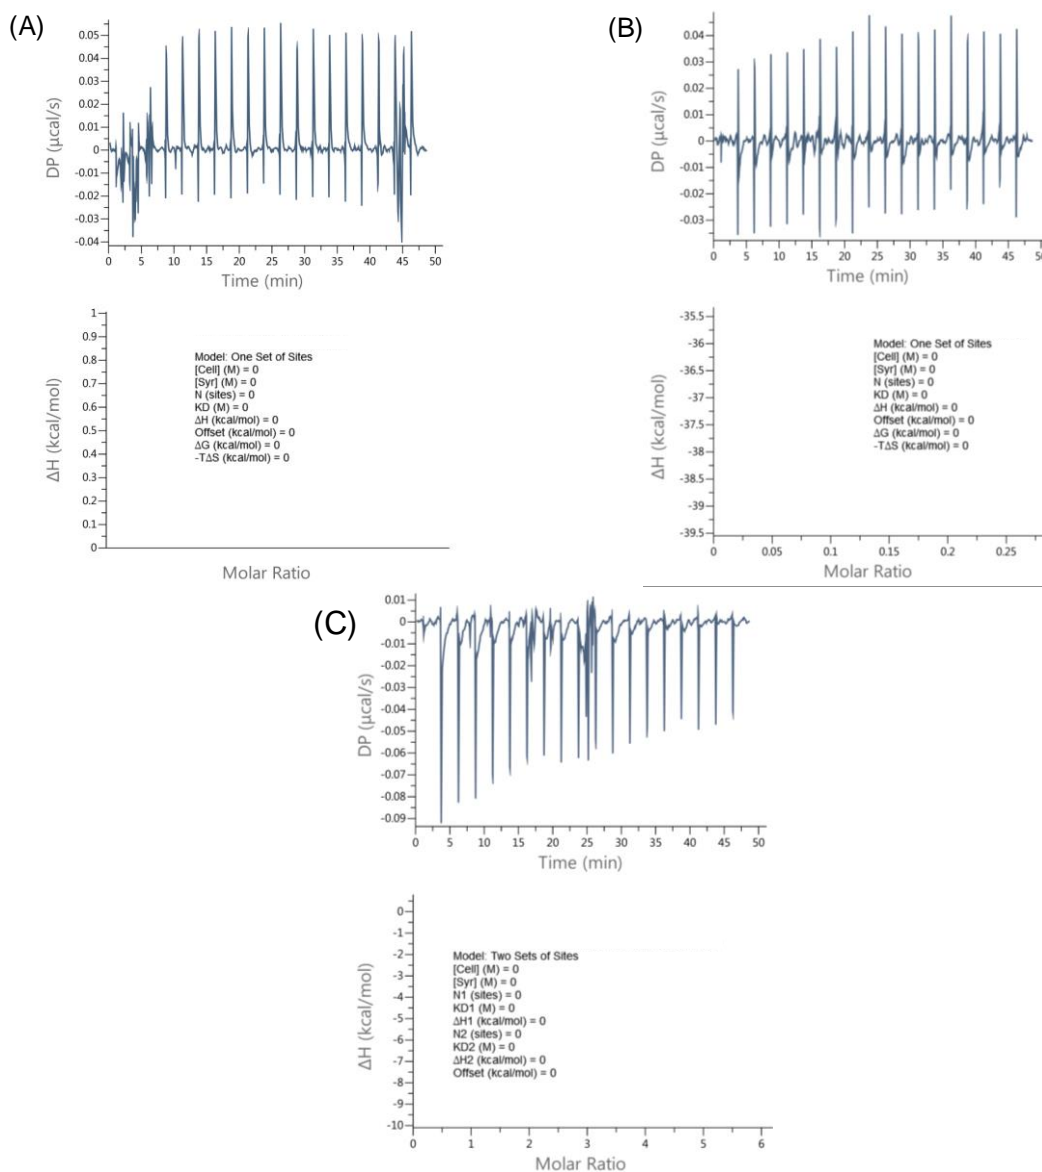 (A)
DP (µcal/s)
0.05
0.04
0.03
0.02
0.01
0
-0.01
-0.02
-0.03
-0.04
0 5 10 15 20 25 30 35 40 45 50
Time (min)
ΔH (kcal/mol)
1
0.9
0.8
0.7
0.6
0.5
0.4
0.3
0.2
0.1
0
Model: One Set of Sites
[Cell] (M) = 0
[Syr] (M) = 0
N (sites) = 0
KD (M) = 0
ΔH (kcal/mol) = 0
Offset (kcal/mol) = 0
ΔG (kcal/mol) = 0
-TΔS (kcal/mol) = 0
Molar Ratio
(B)
DP (µcal/s)
0.04
0.03
0.02
0.01
0
-0.01
-0.02
-0.03
0 5 10 15 20 25 30 35 40 45
Time (min)
ΔH (kcal/mol)
-35.5
-36
-36.5
-37
-37.5
-38
-38.5
-39
-39.5
Model: One Set of Sites
[Cell] (M) = 0
[Syr] (M) = 0
N (sites) = 0
KD (M) = 0
ΔH (kcal/mol) = 0
Offset (kcal/mol) = 0
ΔG (kcal/mol) = 0
-TΔS (kcal/mol) = 0
0 0.05 0.1 0.15 0.2 0.25
Molar Ratio
(C)
DP (µcal/s)
0.01
0
-0.01
-0.02
-0.03
-0.04
-0.05
-0.06
-0.07
-0.08
-0.09
0 5 10 15 20 25 30 35 40 45 50
Time (min)
ΔH (kcal/mol)
0
-1
-2
-3
-4
-5
-6
-7
-8
-9
-10
Model: Two Sets of Sites
[Cell] (M) = 0
[Syr] (M) = 0
N1 (sites) = 0
KD1 (M) = 0
ΔH1 (kcal/mol) = 0
N2 (sites) = 0
KD2 (M) = 0
ΔH2 (kcal/mol) = 0
Offset (kcal/mol) = 0
0 1 2 3 4 5 6
Molar Ratio